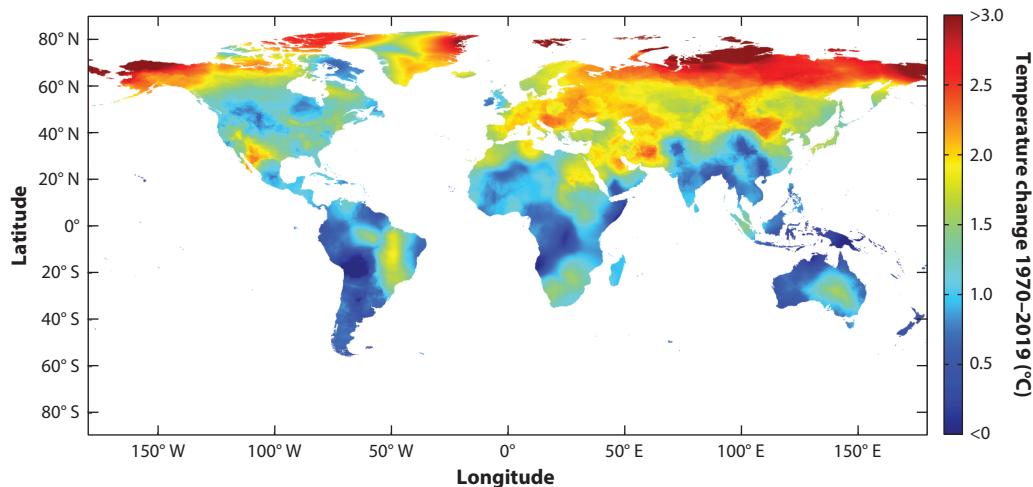 80° N
60° N
40° N
20° N
0°
20° S
40° S
60° S
80° S
Latitude
150° W
100° W
50° W
0°
50° E
100° E
150° E
Longitude
>3.0
2.5
2.0
1.5
1.0
0.5
<0
Temperature change 1970–2019 (°C)